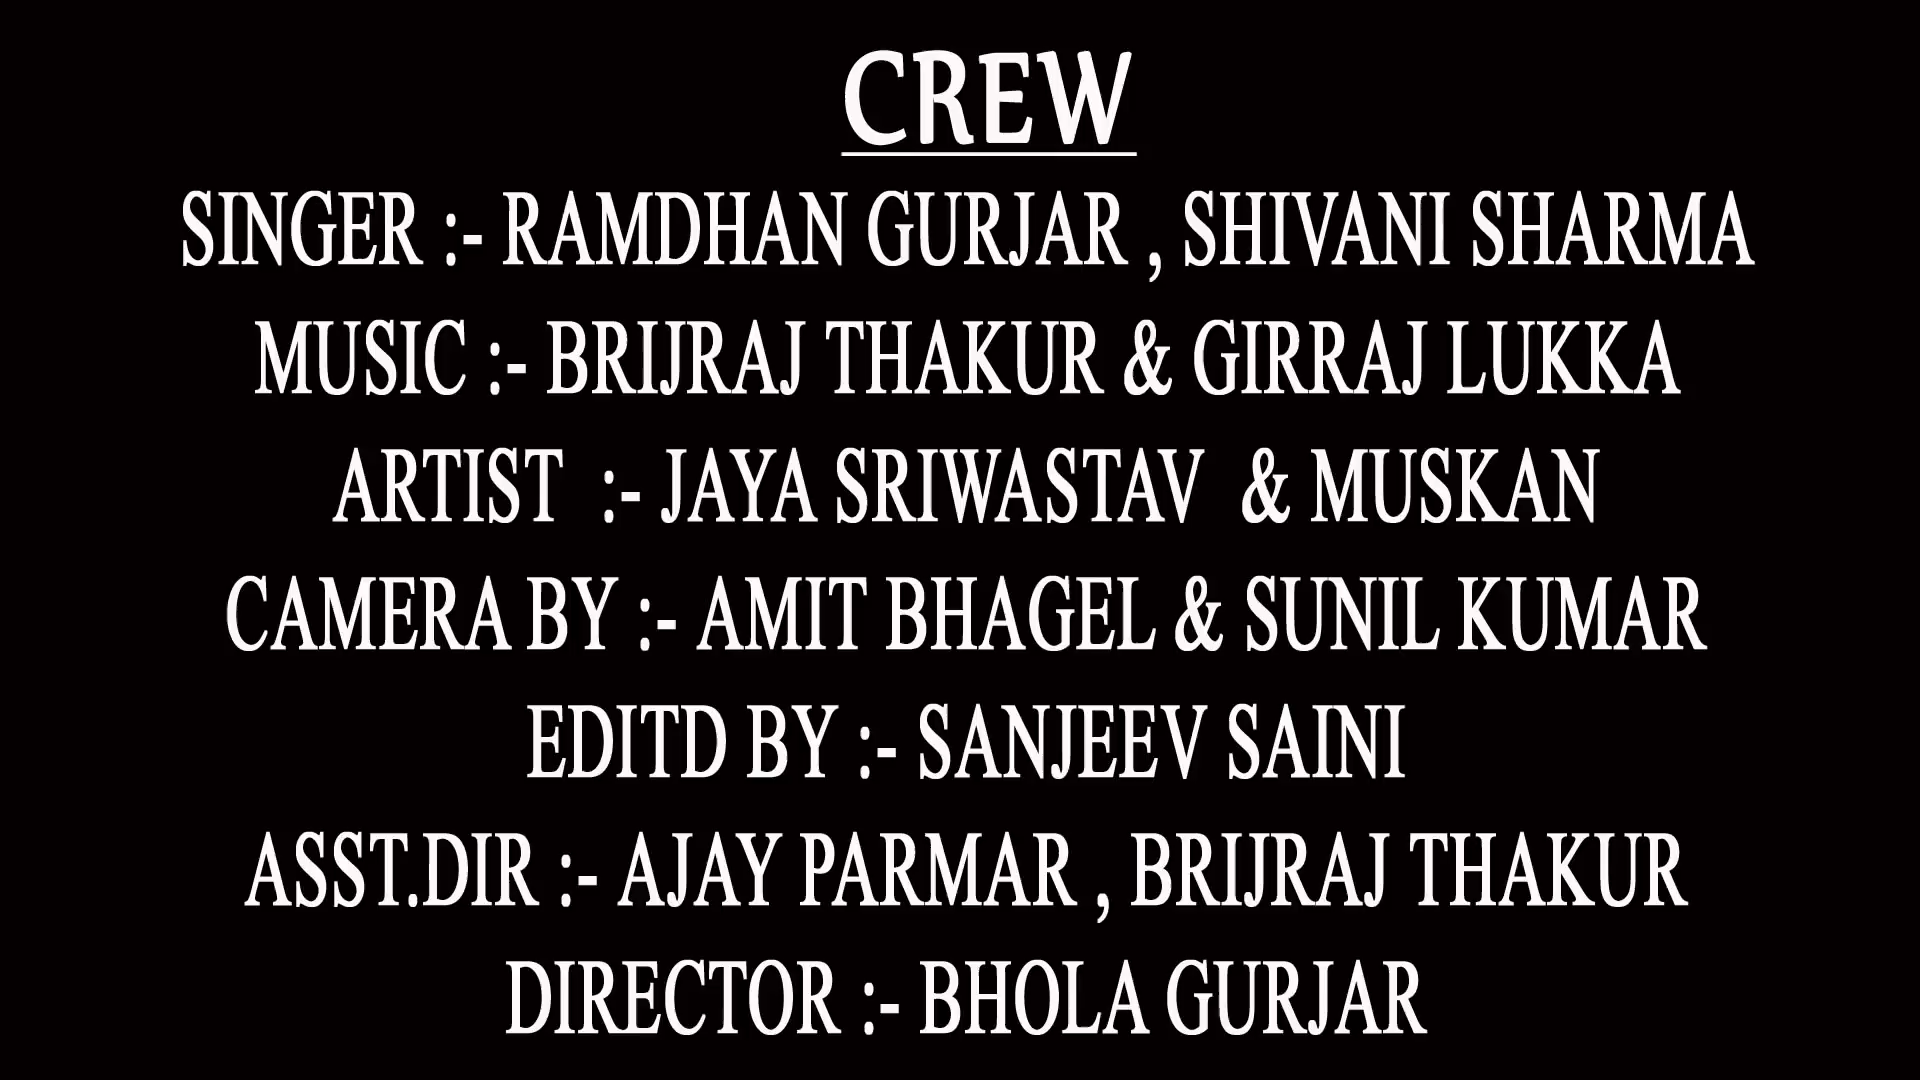 CREW
SINGER :- RAMDHAN GURJAR , SHIVANI SHARMA
MUSIC :- BRIJRAJ THAKUR & GIRRAJ LUKKA
ARTIST :- JAYA SRIWASTAV & MUSKAN
CAMERA BY :- AMIT BHAGEL & SUNIL KUMAR
EDITD BY :- SANJEEV SAINI
ASST.DIR :- AJAY PARMAR , BRIJRAJ THAKUR
DIRECTOR :- BHOLA GURJAR